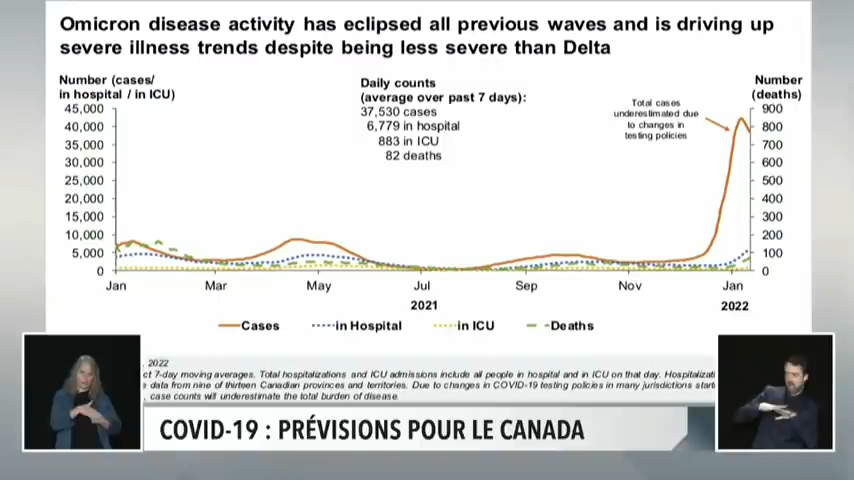 Omicron disease activity has eclipsed all previous waves and is driving up
severe illness trends despite being less severe than Delta
Number (cases/
in hospital / in ICU)
Daily counts
(average over past 7 days):
37,530 cases
6,779 in hospital
883 in ICU
82 deaths
Total cases
underestimated due
to changes in
testing policies
Number
(deaths)
45,000
40,000
35,000
30,000
25,000
20,000
15,000
10,000
5,000
0
900
800
700
600
500
400
300
200
100
0
Jan Mar May Jul Sep Nov Jan
2021 2022
Cases in Hospital in ICU Deaths
, 2022
ct 7-day moving averages. Total hospitalizations and ICU admissions include all people in hospital and in ICU on that day. Hospitalizati
data from nine of thirteen Canadian provinces and territories. Due to changes in COVID-19 testing policies in many jurisdictions start
, case counts will underestimate the total burden of disease.
COVID-19 : PRÉVISIONS POUR LE CANADA